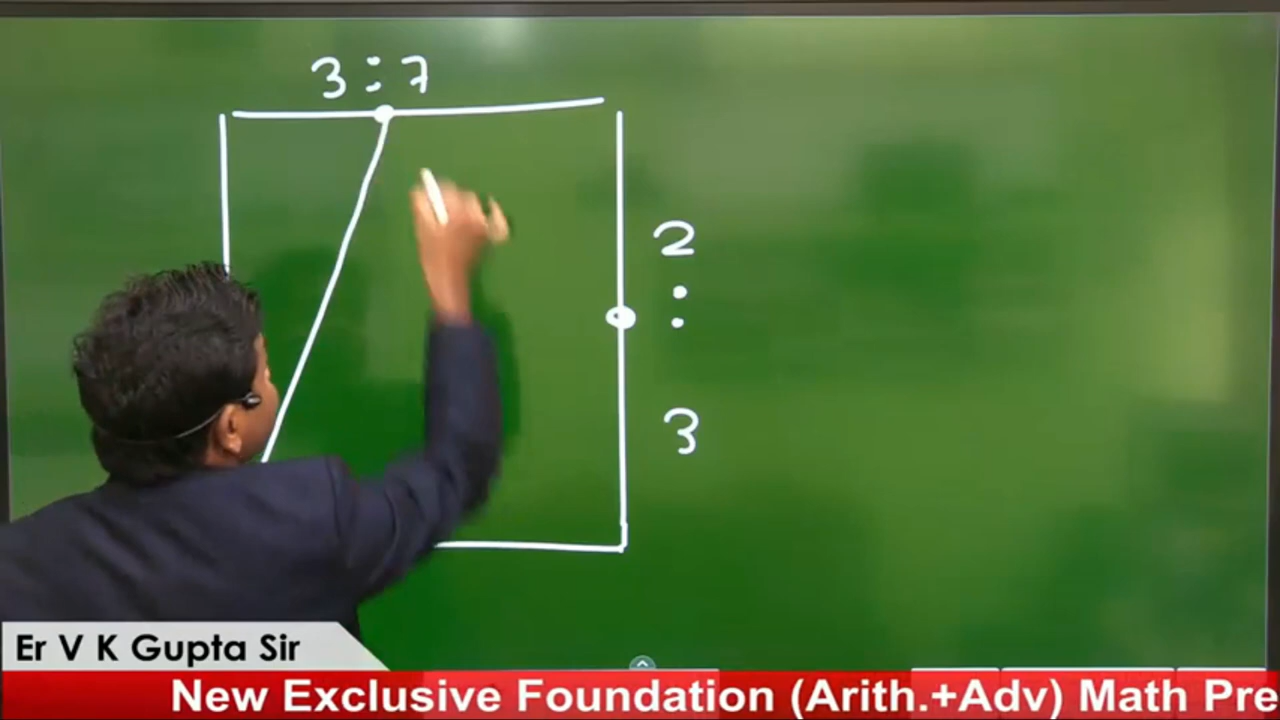 3 : 7
2
:
3
Er V K Gupta Sir
New Exclusive Foundation (Arith.+Adv) Math Pre